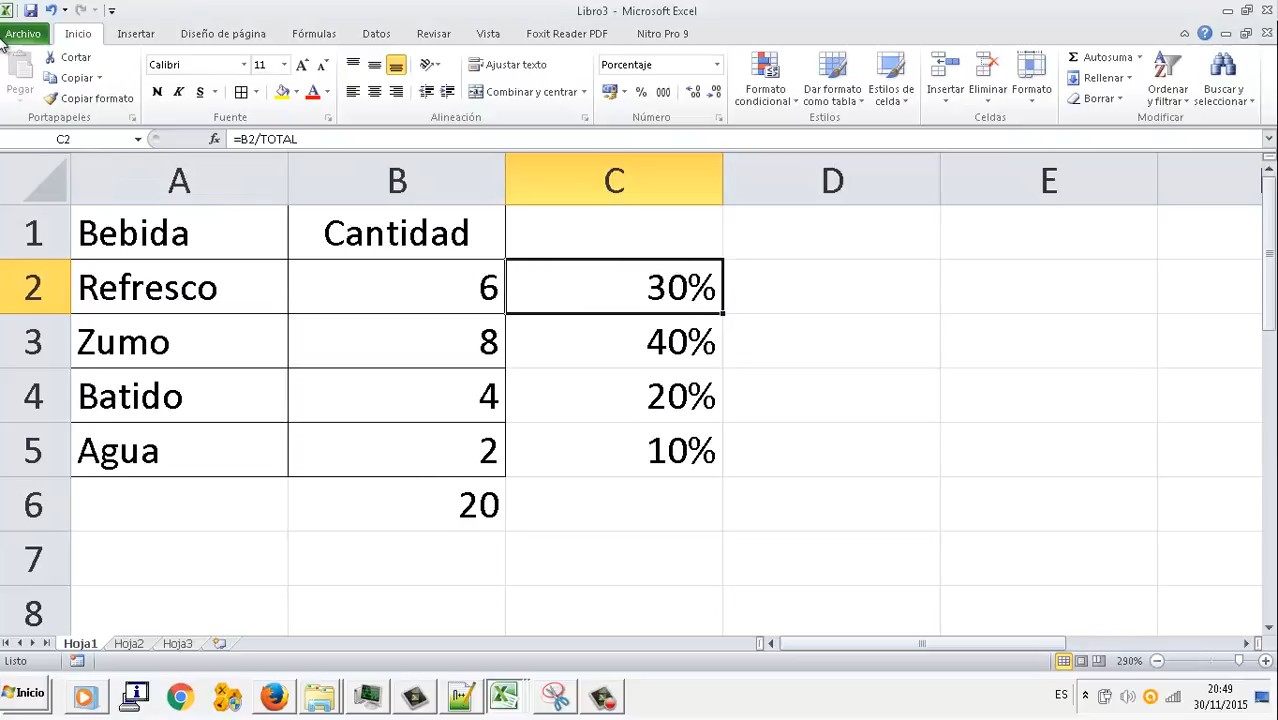 Libro3 - Microsoft Excel
Archivo Inicio Insertar Diseño de página Fórmulas Datos Revisar Vista Foxit Reader PDF Nitro Pro 9
Pegar
Cortar
Copiar
Copiar formato
Portapapeles
Calibri 11
N K S
Fuente
Ajustar texto
Combinar y centrar
Alineación
Porcentaje
% 000
Número
Formato condicional
Dar formato como tabla
Estilos de celda
Estilos
Insertar Eliminar Formato
Celdas
Autosuma
Rellenar
Borrar
Ordenar y filtrar
Buscar y seleccionar
Modificar
C2 fx =B2/TOTAL
A B C D E
1 Bebida Cantidad
2 Refresco 6 30%
3 Zumo 8 40%
4 Batido 4 20%
5 Agua 2 10%
6 20
7
8
Hoja1 Hoja2 Hoja3
Listo 290%
Inicio ES 20:49
30/11/2015